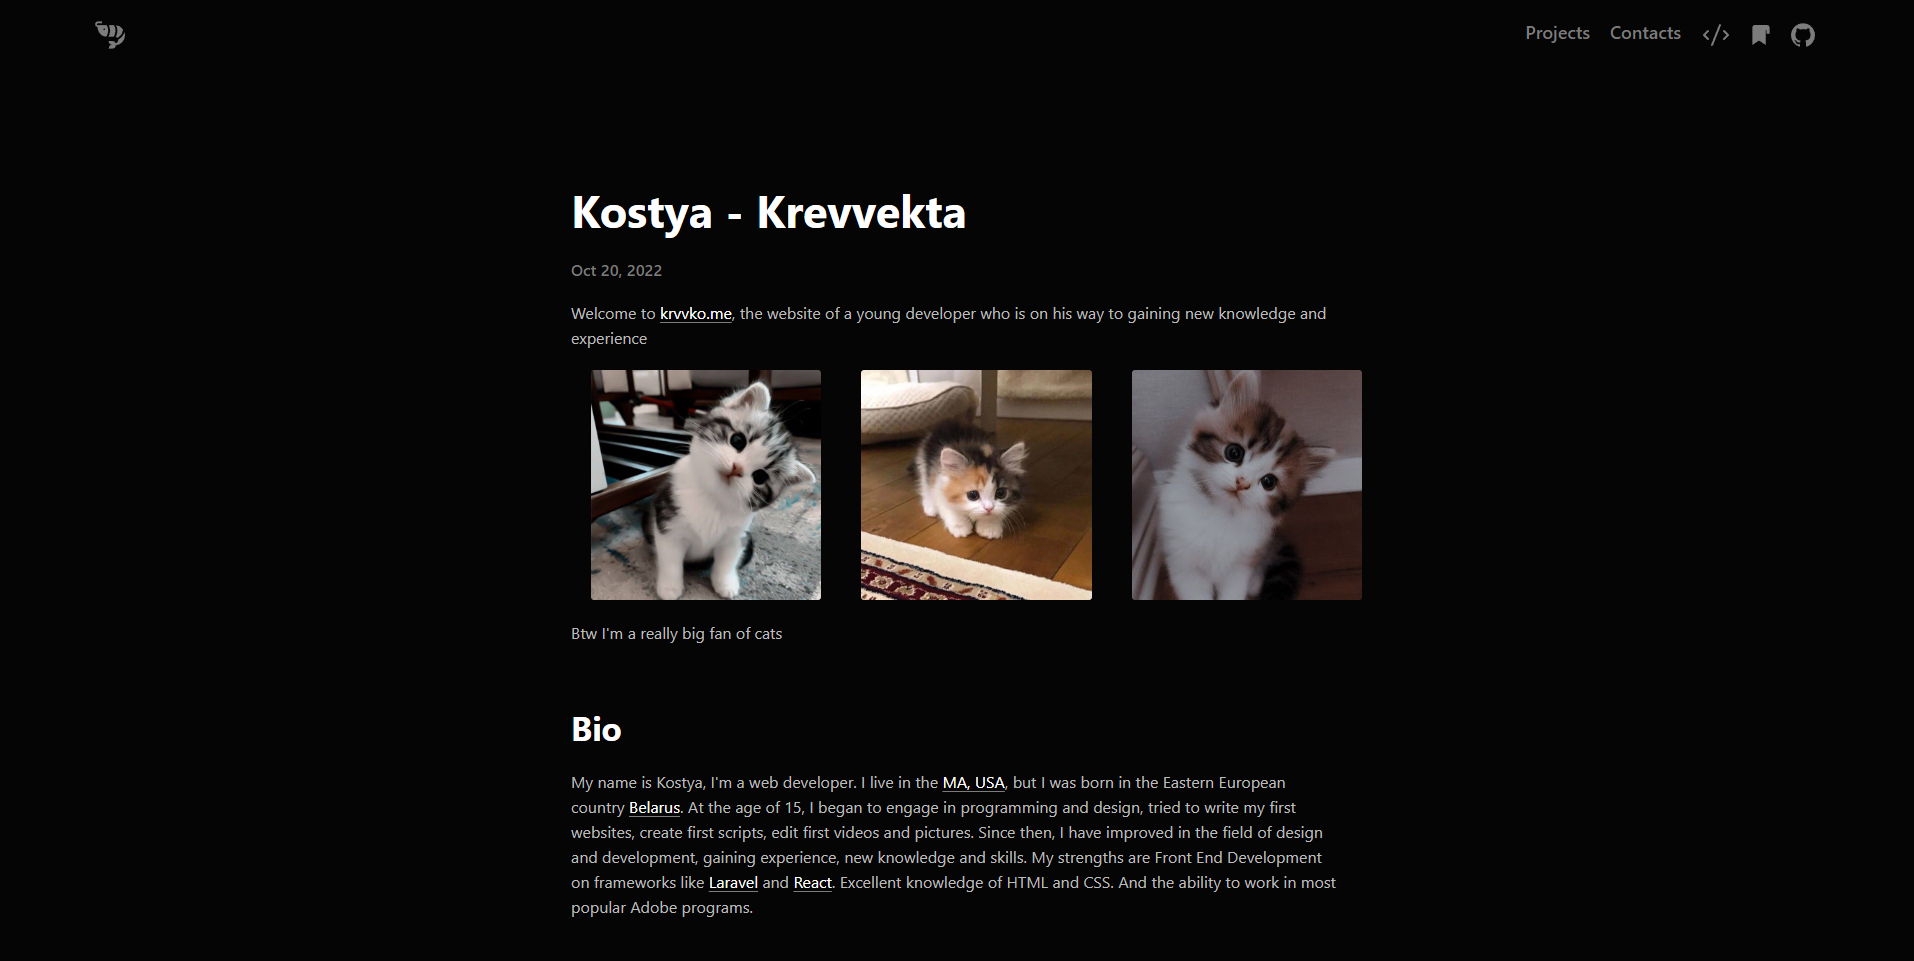 Projects Contacts
Kostya - Krevvekta
Oct 20, 2022
Welcome to krvvko.me, the website of a young developer who is on his way to gaining new knowledge and
experience
Btw I'm a really big fan of cats
Bio
My name is Kostya, I'm a web developer. I live in the MA, USA, but I was born in the Eastern European
country Belarus. At the age of 15, I began to engage in programming and design, tried to write my first
websites, create first scripts, edit first videos and pictures. Since then, I have improved in the field of design
and development, gaining experience, new knowledge and skills. My strengths are Front End Development
on frameworks like Laravel and React. Excellent knowledge of HTML and CSS. And the ability to work in most
popular Adobe programs.